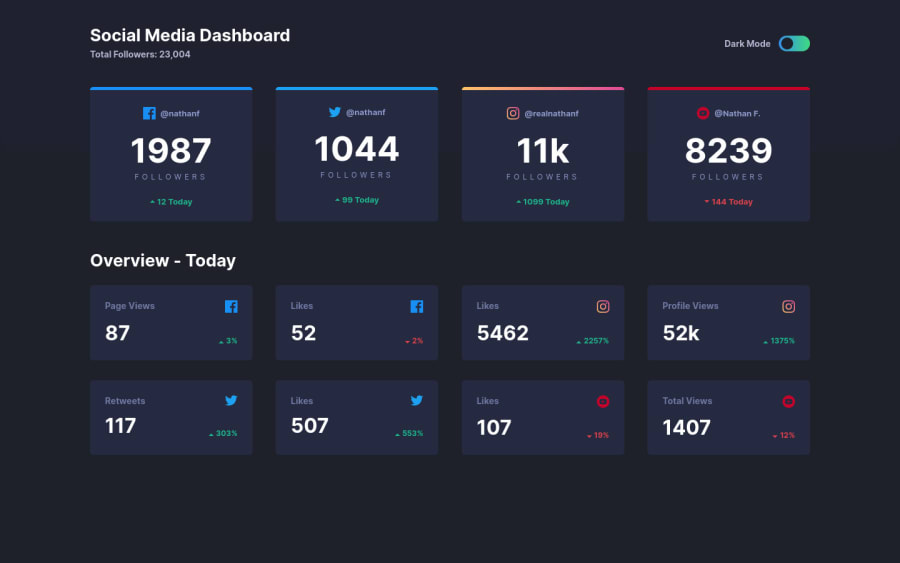 Social Media Dashboard
Total Followers: 23,004
Dark Mode
@nathanf
1987
FOLLOWERS
12 Today
@nathanf
1044
FOLLOWERS
99 Today
@realnathanf
11k
FOLLOWERS
1099 Today
@Nathan F.
8239
FOLLOWERS
144 Today
Overview - Today
Page Views
87
3%
Likes
52
2%
Likes
5462
2257%
Profile Views
52k
1375%
Retweets
117
303%
Likes
507
553%
Likes
107
19%
Total Views
1407
12%